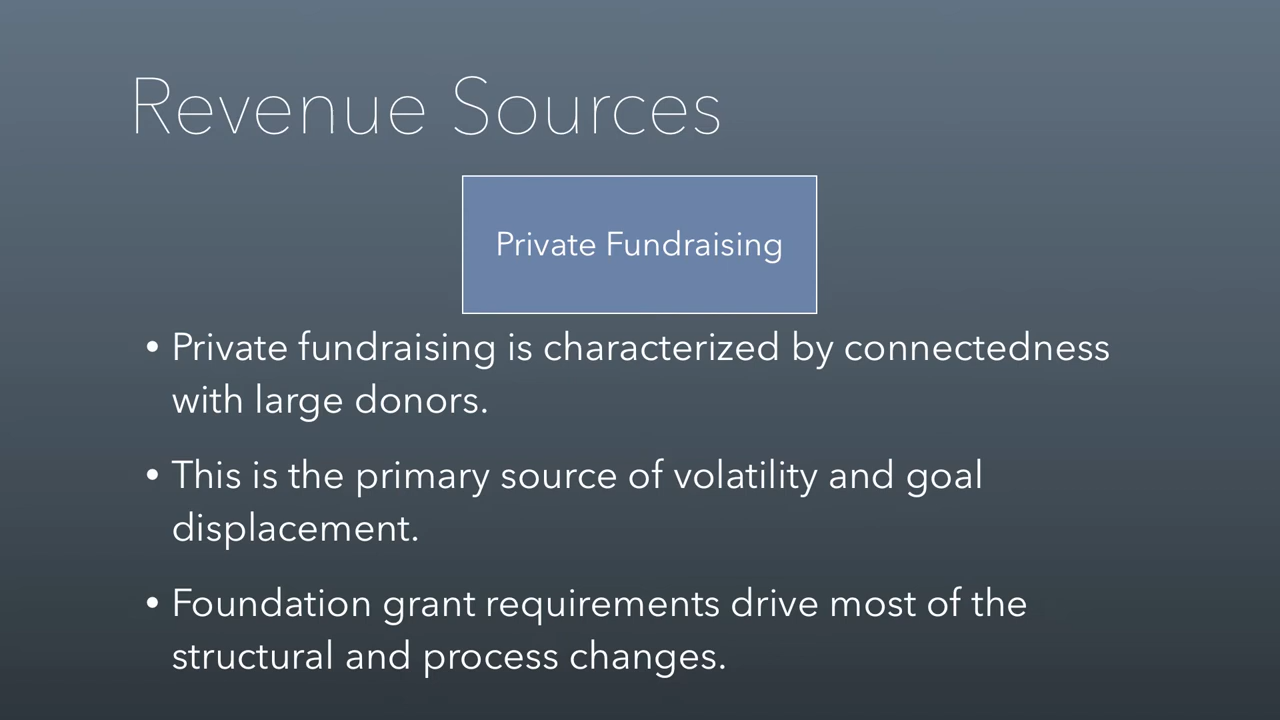 Revenue Sources
Private Fundraising
• Private fundraising is characterized by connectedness
with large donors.
• This is the primary source of volatility and goal
displacement.
• Foundation grant requirements drive most of the
structural and process changes.